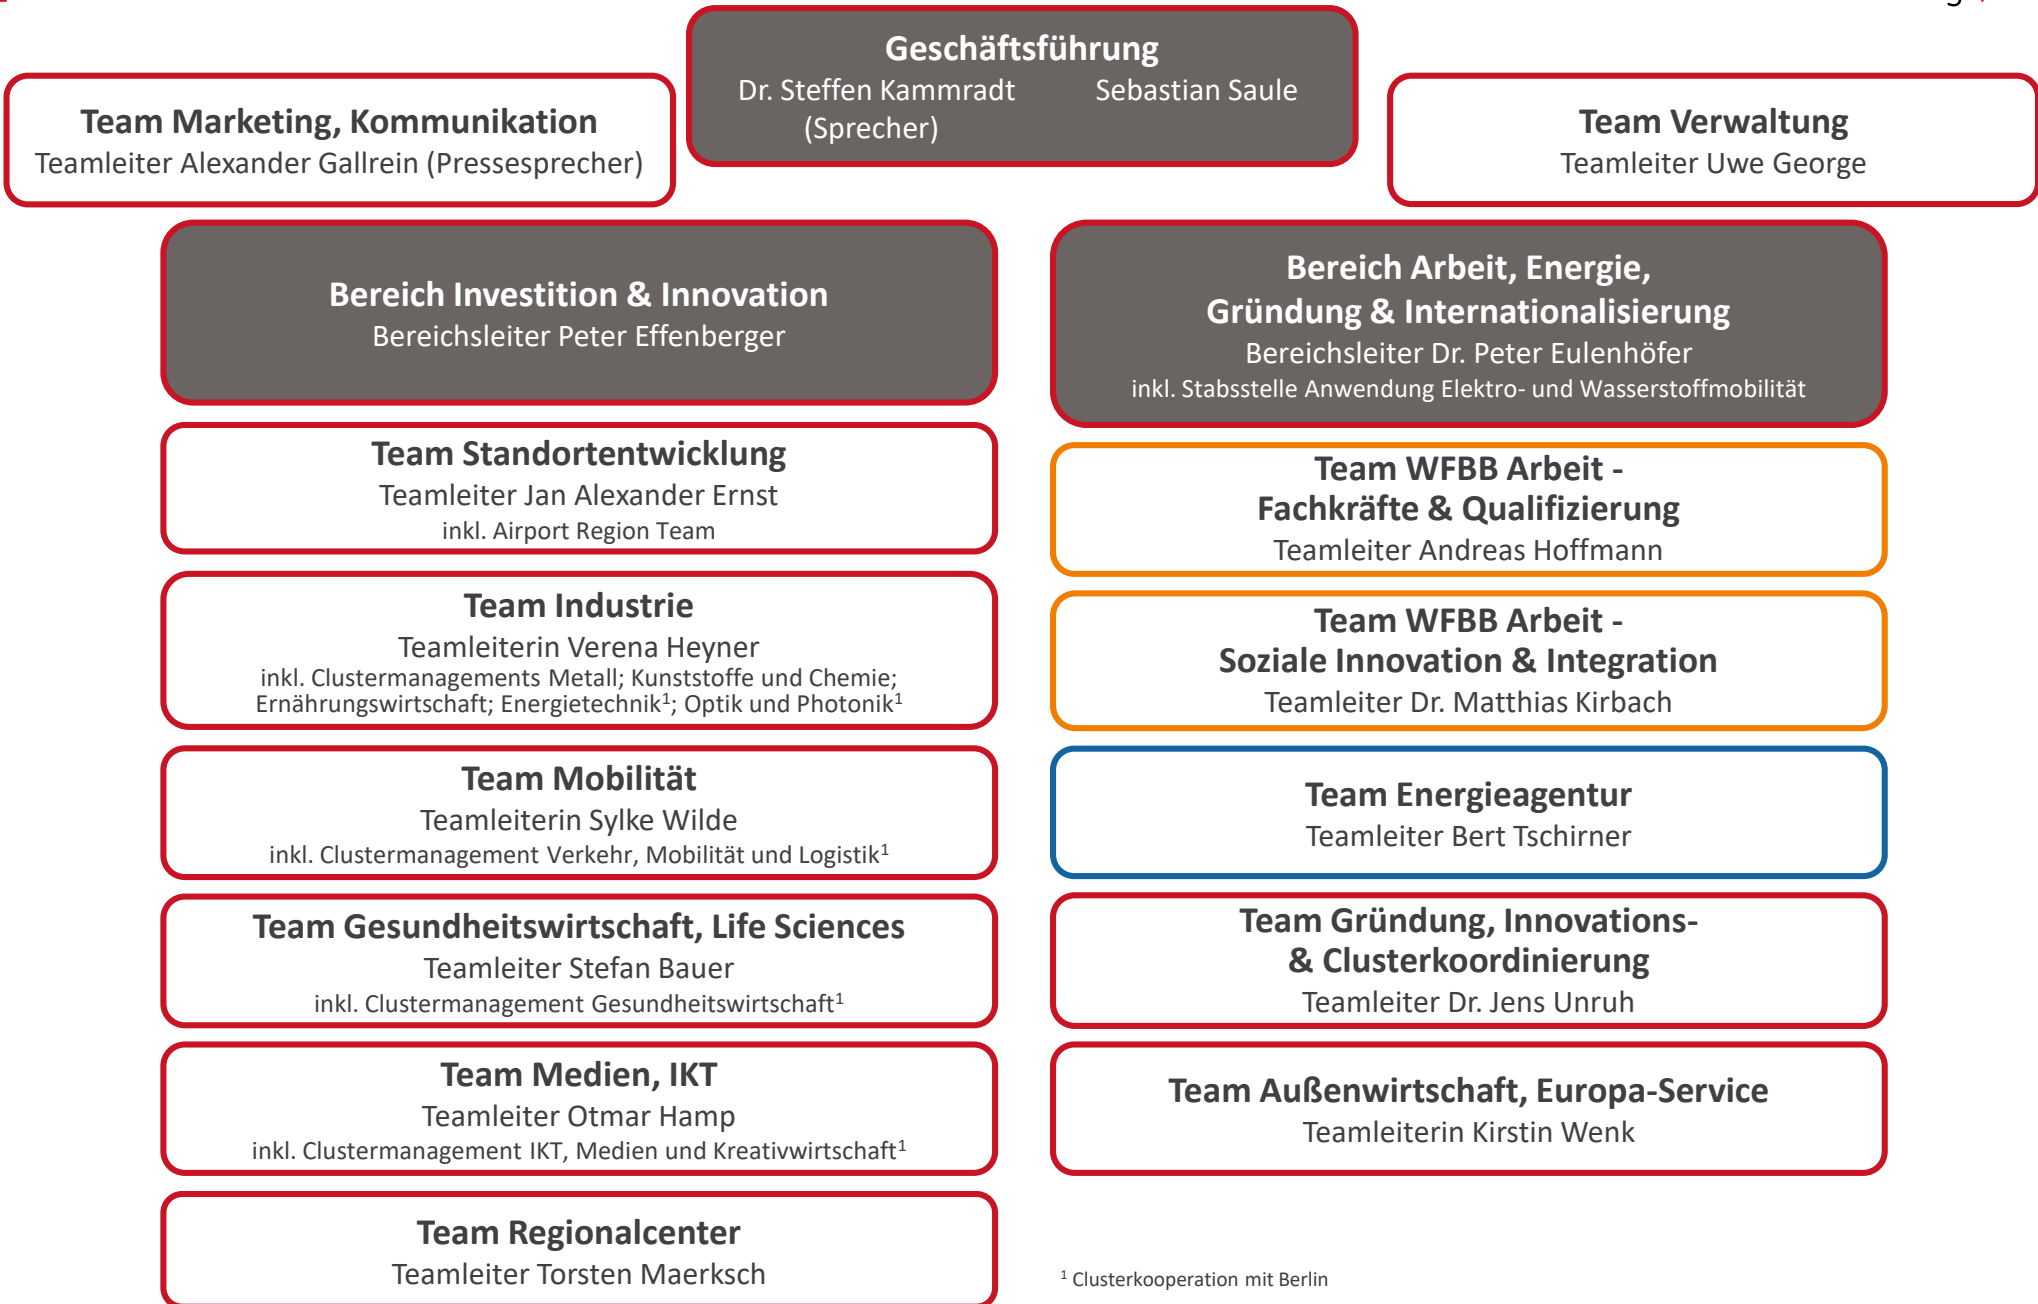 Geschäftsführung
Dr. Steffen Kammradt Sebastian Saule
(Sprecher)
Team Marketing, Kommunikation
Teamleiter Alexander Gallrein (Pressesprecher)
Team Verwaltung
Teamleiter Uwe George
Bereich Investition & Innovation
Bereichsleiter Peter Effenberger
Team Standortentwicklung
Teamleiter Jan Alexander Ernst
inkl. Airport Region Team
Team Industrie
Teamleiterin Verena Heyner
inkl. Clustermanagements Metall; Kunststoffe und Chemie;
Ernährungswirtschaft; Energietechnik¹; Optik und Photonik¹
Team Mobilität
Teamleiterin Sylke Wilde
inkl. Clustermanagement Verkehr, Mobilität und Logistik¹
Team Gesundheitswirtschaft, Life Sciences
Teamleiter Stefan Bauer
inkl. Clustermanagement Gesundheitswirtschaft¹
Team Medien, IKT
Teamleiter Otmar Hamp
inkl. Clustermanagement IKT, Medien und Kreativwirtschaft¹
Team Regionalcenter
Teamleiter Torsten Maerksch
Bereich Arbeit, Energie,
Gründung & Internationalisierung
Bereichsleiter Dr. Peter Eulenhöfer
inkl. Stabsstelle Anwendung Elektro- und Wasserstoffmobilität
Team WFBB Arbeit -
Fachkräfte & Qualifizierung
Teamleiter Andreas Hoffmann
Team WFBB Arbeit -
Soziale Innovation & Integration
Teamleiter Dr. Matthias Kirbach
Team Energieagentur
Teamleiter Bert Tschirner
Team Gründung, Innovations-
& Clusterkoordinierung
Teamleiter Dr. Jens Unruh
Team Außenwirtschaft, Europa-Service
Teamleiterin Kirstin Wenk
¹ Clusterkooperation mit Berlin